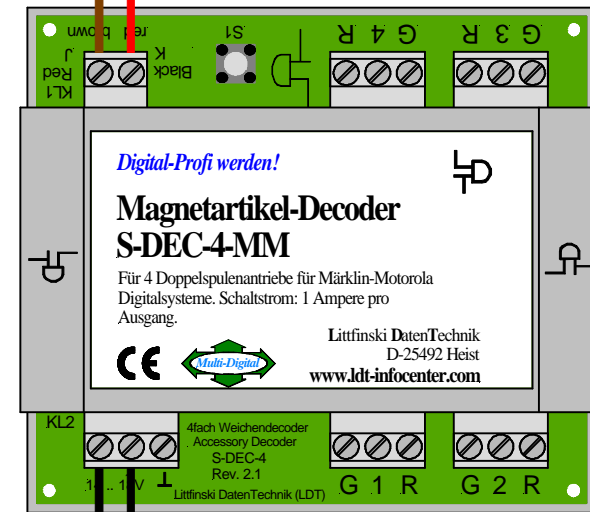 brown red
S1
R 4 G
R 3 G
J
K
Red
Black
KL1
Digital-Profi werden!
Magnetartikel-Decoder
S-DEC-4-MM
Für 4 Doppelspulenantriebe für Märklin-Motorola
Digitalsysteme. Schaltstrom: 1 Ampere pro
Ausgang.
Littfinski DatenTechnik
D-25492 Heist
www.ldt-infocenter.com
CE
Multi-Digital
KL2
4fach Weichendecoder
Accessory Decoder
S-DEC-4
Rev. 2.1
Littfinski DatenTechnik (LDT)
G 1 R
G 2 R